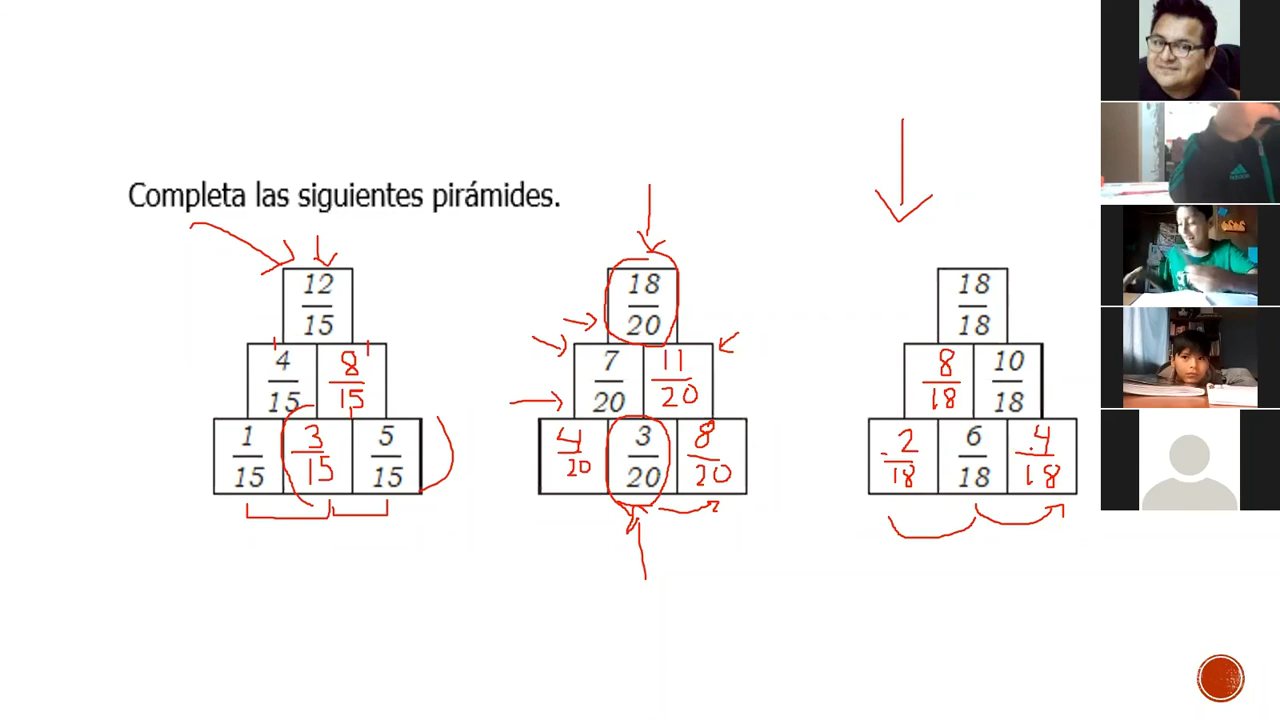 Completa las siguientes pirámides.
12/15 18/20 18/18
4/15 8/15 7/20 11/20 8/18 10/18
1/15 3/15 5/15 4/20 3/20 8/20 2/18 6/18 4/18
adidas